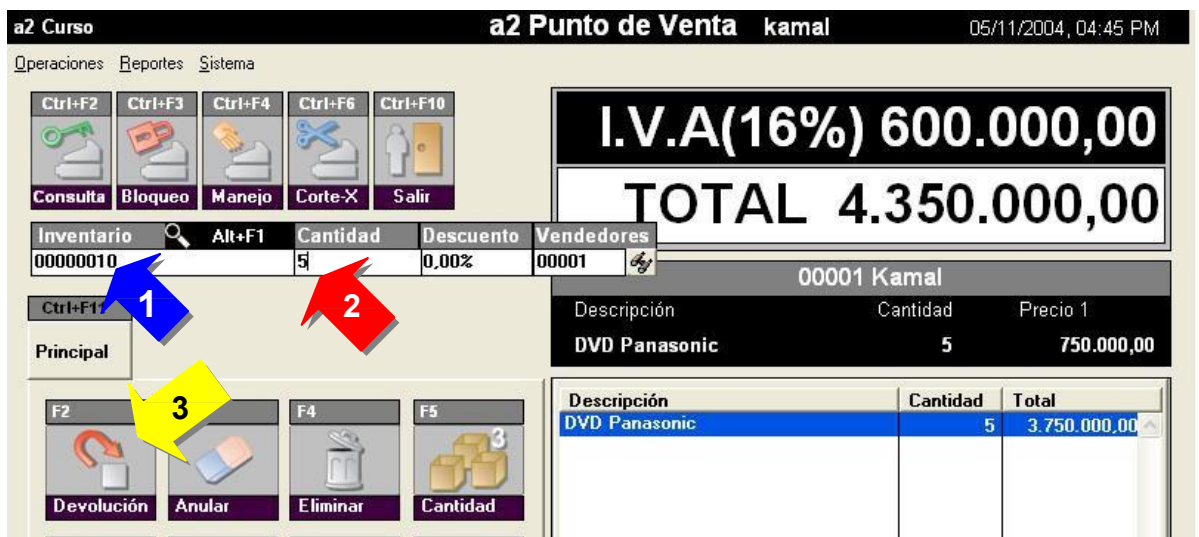 a2 Curso a2 Punto de Venta kamal 05/11/2004, 04:45 PM
Operaciones Reportes Sistema
Ctrl+F2 Ctrl+F3 Ctrl+F4 Ctrl+F6 Ctrl+F10
Consulta Bloqueo Manejo Corte-X Salir
I.V.A(16%) 600.000,00
TOTAL 4.350.000,00
Inventario Alt+F1 Cantidad Descuento Vendedores
00000010 5 0,00% 00001
1 2
00001 Kamal
Descripción Cantidad Precio 1
DVD Panasonic 5 750.000,00
Ctrl+F11
Principal
3
F2 F4 F5
3
Devolución Anular Eliminar Cantidad
Descripción Cantidad Total
DVD Panasonic 5 3.750.000,00